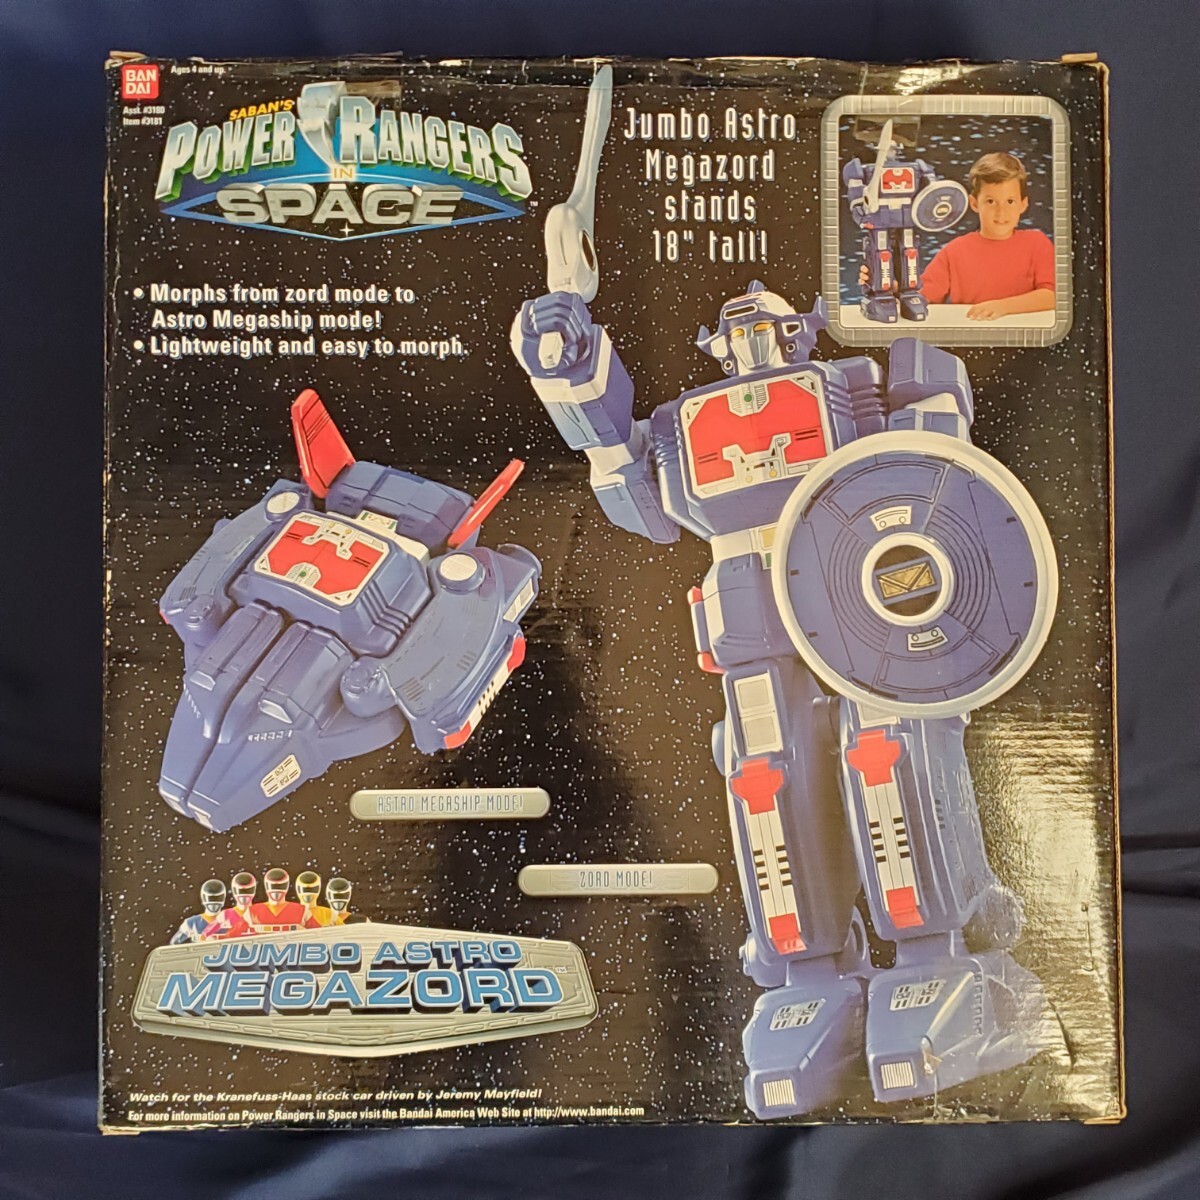 BAN
DAI
Ages 4 and up.
Asst. #3180
Item #3181
SABAN'S
POWER RANGERS
IN
SPACE
Jumbo Astro
Megazord
stands
18" tall!
• Morphs from zord mode to
Astro Megaship mode!
• Lightweight and easy to morph.
ASTRO MEGASHIP MODE!
ZORD MODE!
JUMBO ASTRO
MEGAZORD
Watch for the Kranefuss-Haas stock car driven by Jeremy Mayfield!
For more information on Power Rangers in Space visit the Bandai America Web Site at http://www.bandai.com